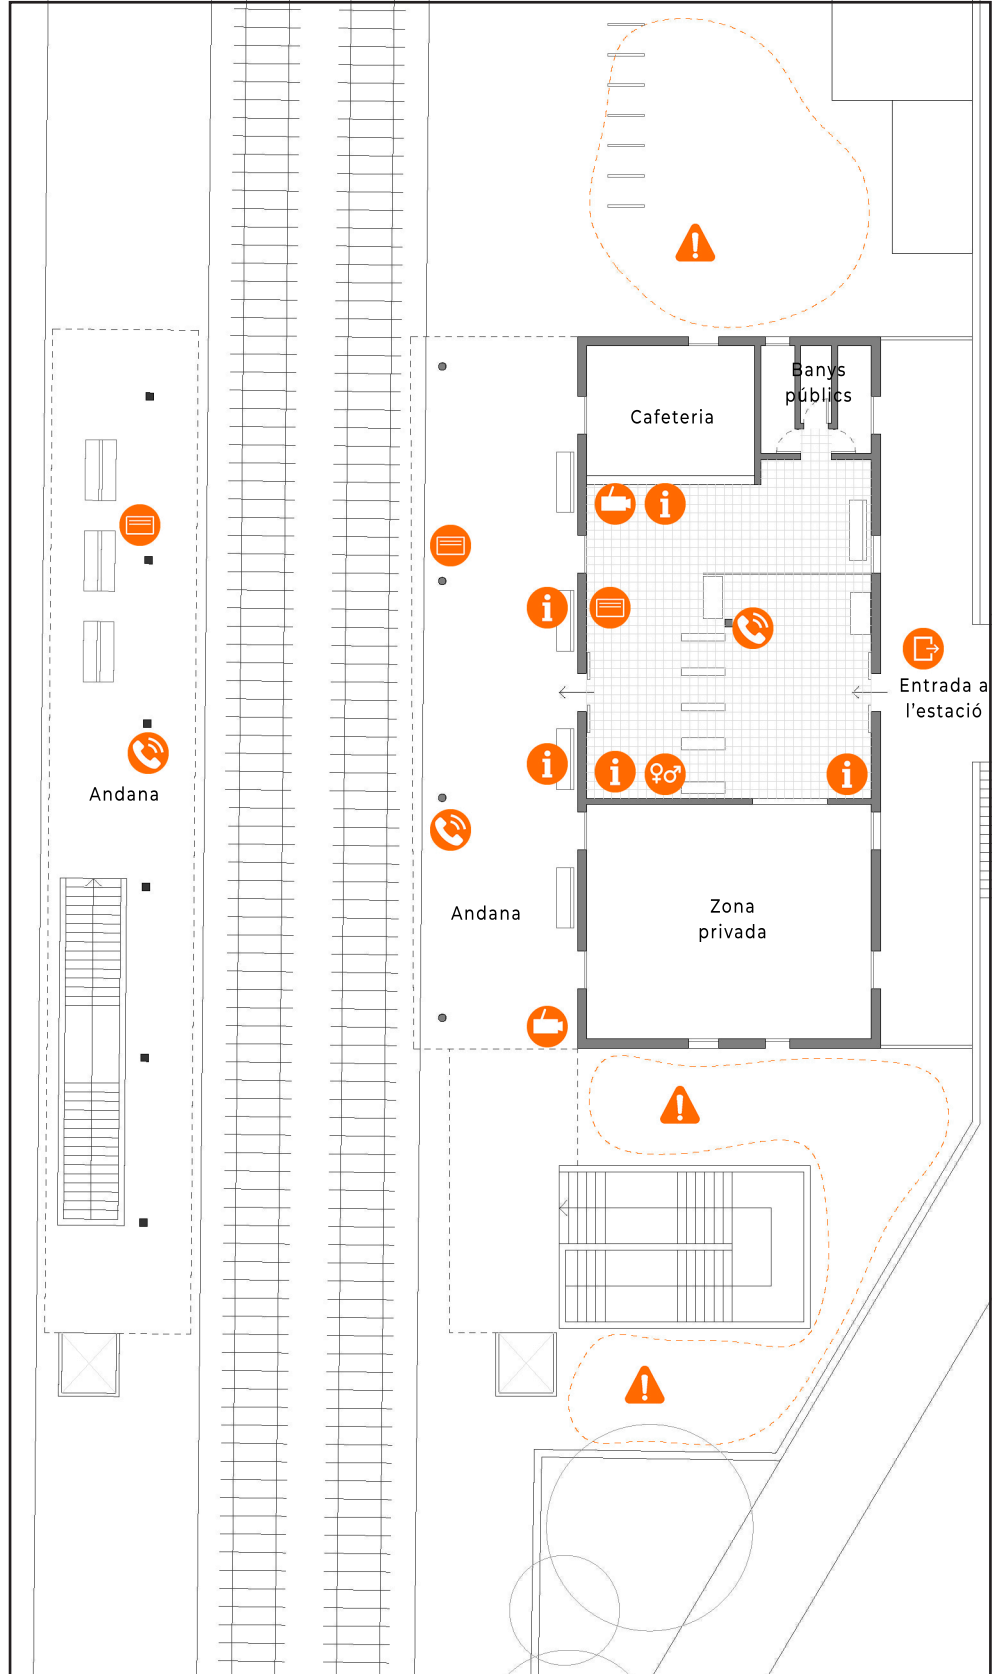 Banys
públics
Cafeteria
Entrada a
l'estació
Andana
Andana
Zona
privada